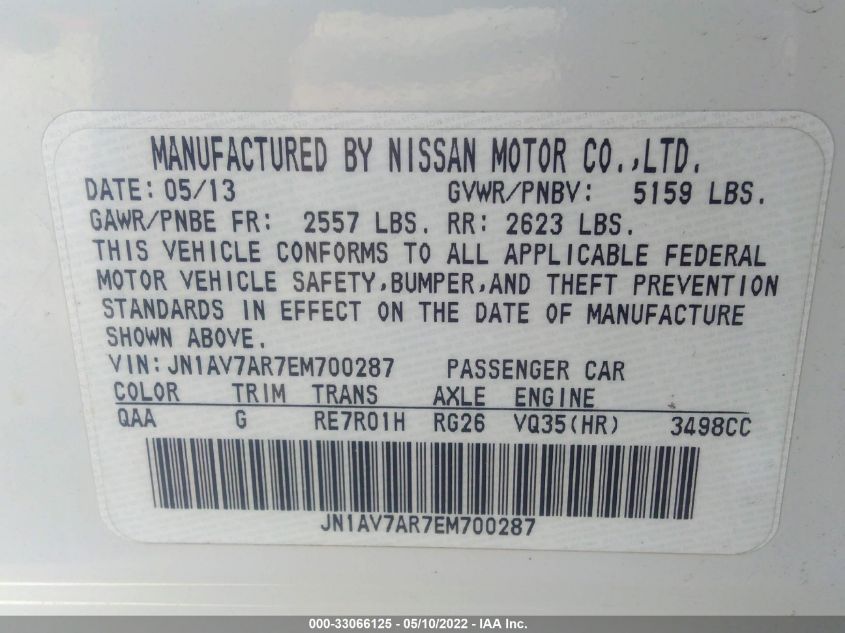 MANUFACTURED BY NISSAN MOTOR CO.,LTD.
DATE: 05/13 GVWR/PNBV: 5159 LBS.
GAWR/PNBE FR: 2557 LBS. RR: 2623 LBS.
THIS VEHICLE CONFORMS TO ALL APPLICABLE FEDERAL
MOTOR VEHICLE SAFETY,BUMPER,AND THEFT PREVENTION
STANDARDS IN EFFECT ON THE DATE OF MANUFACTURE
SHOWN ABOVE.
VIN: JN1AV7AR7EM700287 PASSENGER CAR
COLOR TRIM TRANS AXLE ENGINE
QAA G RE7R01H RG26 VQ35(HR) 3498CC
JN1AV7AR7EM700287
000-33066125 - 05/10/2022 - IAA Inc.